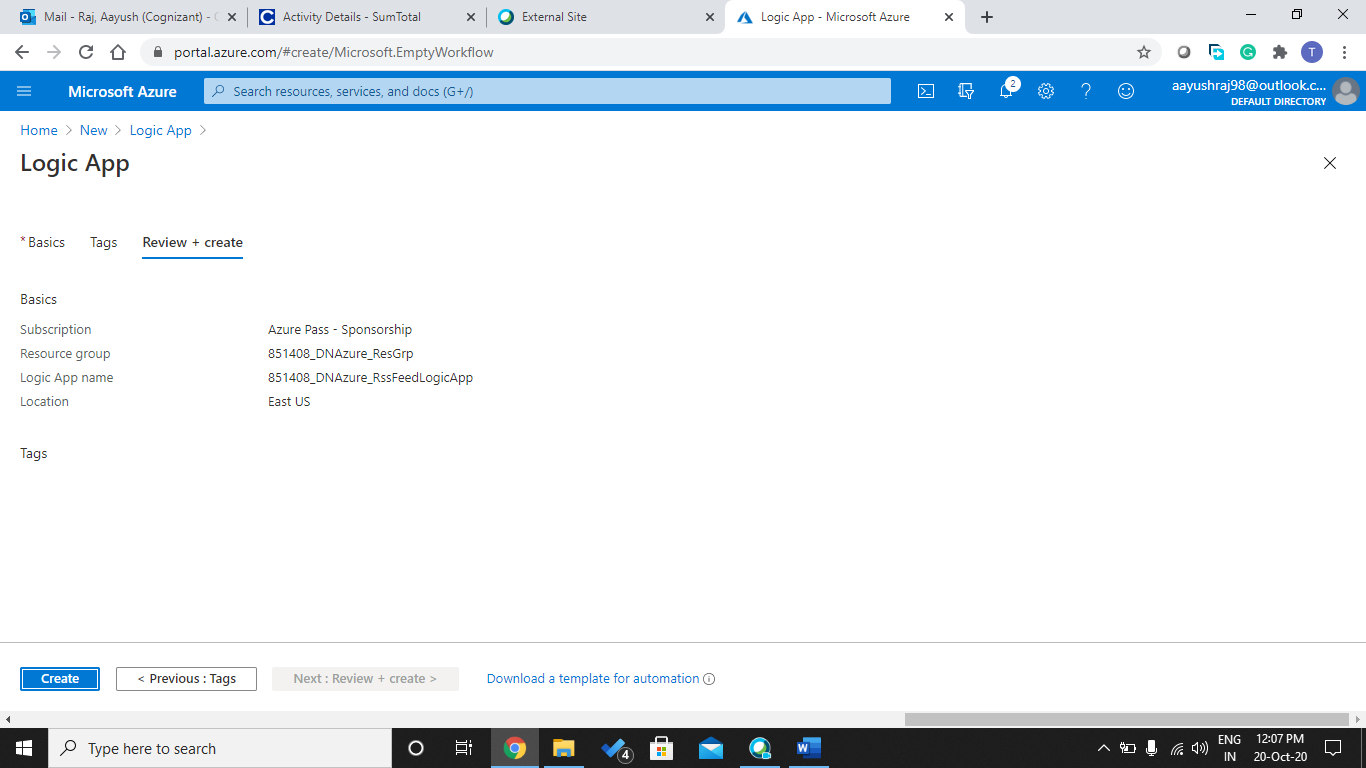 Mail - Raj, Aayush (Cognizant) -
Activity Details - SumTotal
External Site
Logic App - Microsoft Azure
portal.azure.com/#create/Microsoft.EmptyWorkflow
T
Microsoft Azure
Search resources, services, and docs (G+/)
2
aayushraj98@outlook.c...
DEFAULT DIRECTORY
Home > New > Logic App >
Logic App
* Basics Tags Review + create
Basics
Subscription Azure Pass - Sponsorship
Resource group 851408_DNAzure_ResGrp
Logic App name 851408_DNAzure_RssFeedLogicApp
Location East US
Tags
Create < Previous : Tags Next : Review + create > Download a template for automation
Type here to search
4
ENG
IN
12:07 PM
20-Oct-20